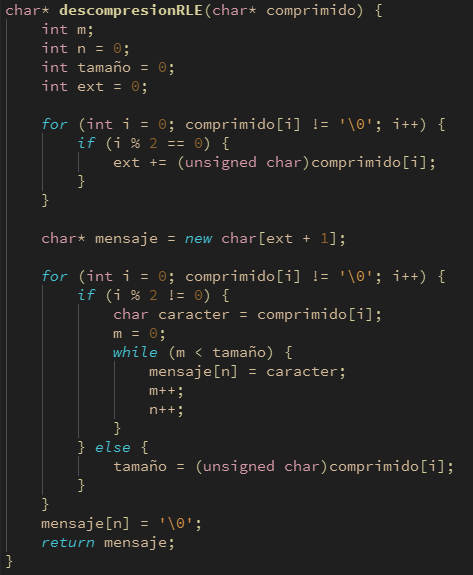 char* descompresionRLE(char* comprimido) {
    int m;
    int n = 0;
    int tamaño = 0;
    int ext = 0;

    for (int i = 0; comprimido[i] != '\0'; i++) {
        if (i % 2 == 0) {
            ext += (unsigned char)comprimido[i];
        }
    }

    char* mensaje = new char[ext + 1];

    for (int i = 0; comprimido[i] != '\0'; i++) {
        if (i % 2 != 0) {
            char caracter = comprimido[i];
            m = 0;
            while (m < tamaño) {
                mensaje[n] = caracter;
                m++;
                n++;
            }
        } else {
            tamaño = (unsigned char)comprimido[i];
        }
    }
    mensaje[n] = '\0';
    return mensaje;
}